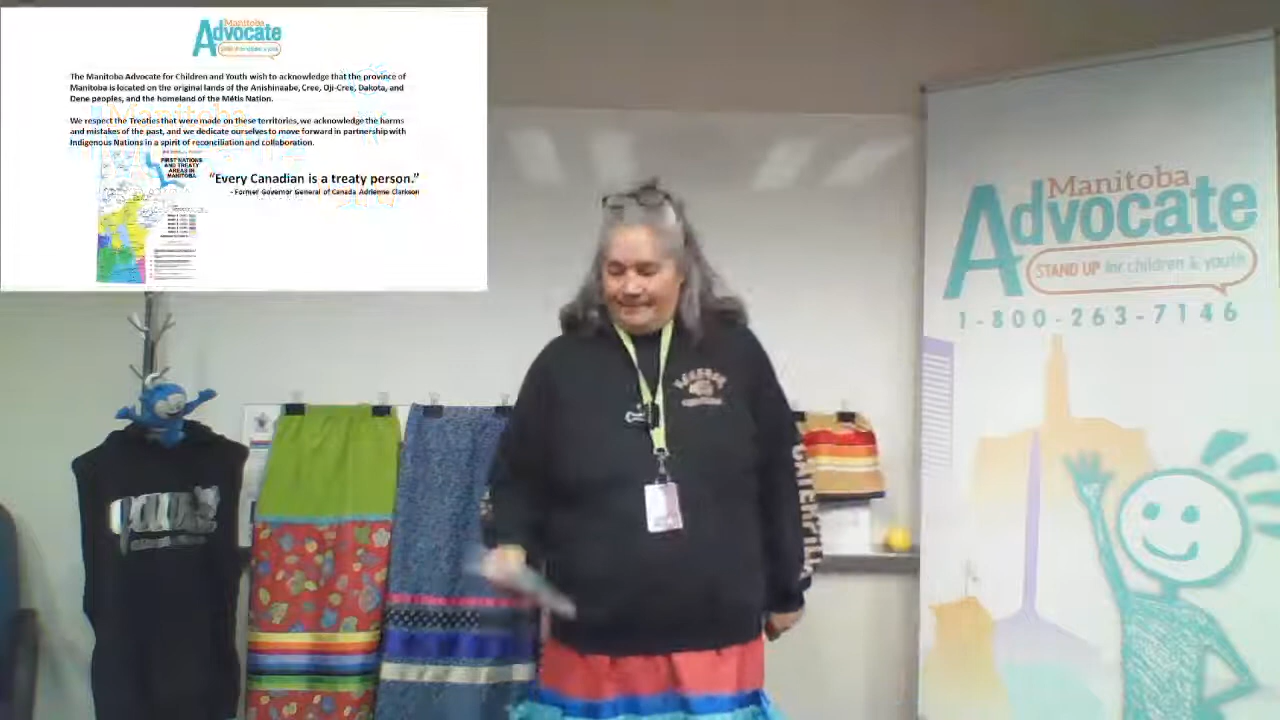 Manitoba
Advocate
The Manitoba Advocate for Children and Youth wish to acknowledge that the province of
Manitoba is located on the original lands of the Anishinaabe, Cree, Oji-Cree, Dakota, and
Dene peoples, and the homeland of the Métis Nation.
We respect the Treaties that were made on these territories, we acknowledge the harms
and mistakes of the past, and we dedicate ourselves to move forward in partnership with
Indigenous Nations in a spirit of reconciliation and collaboration.
FIRST NATIONS
AND TREATY
AREAS IN
MANITOBA
“Every Canadian is a treaty person.”
- Former Governor General of Canada Adrienne Clarkson
Manitoba
Advocate
STAND UP for children & youth
1-800-263-7146